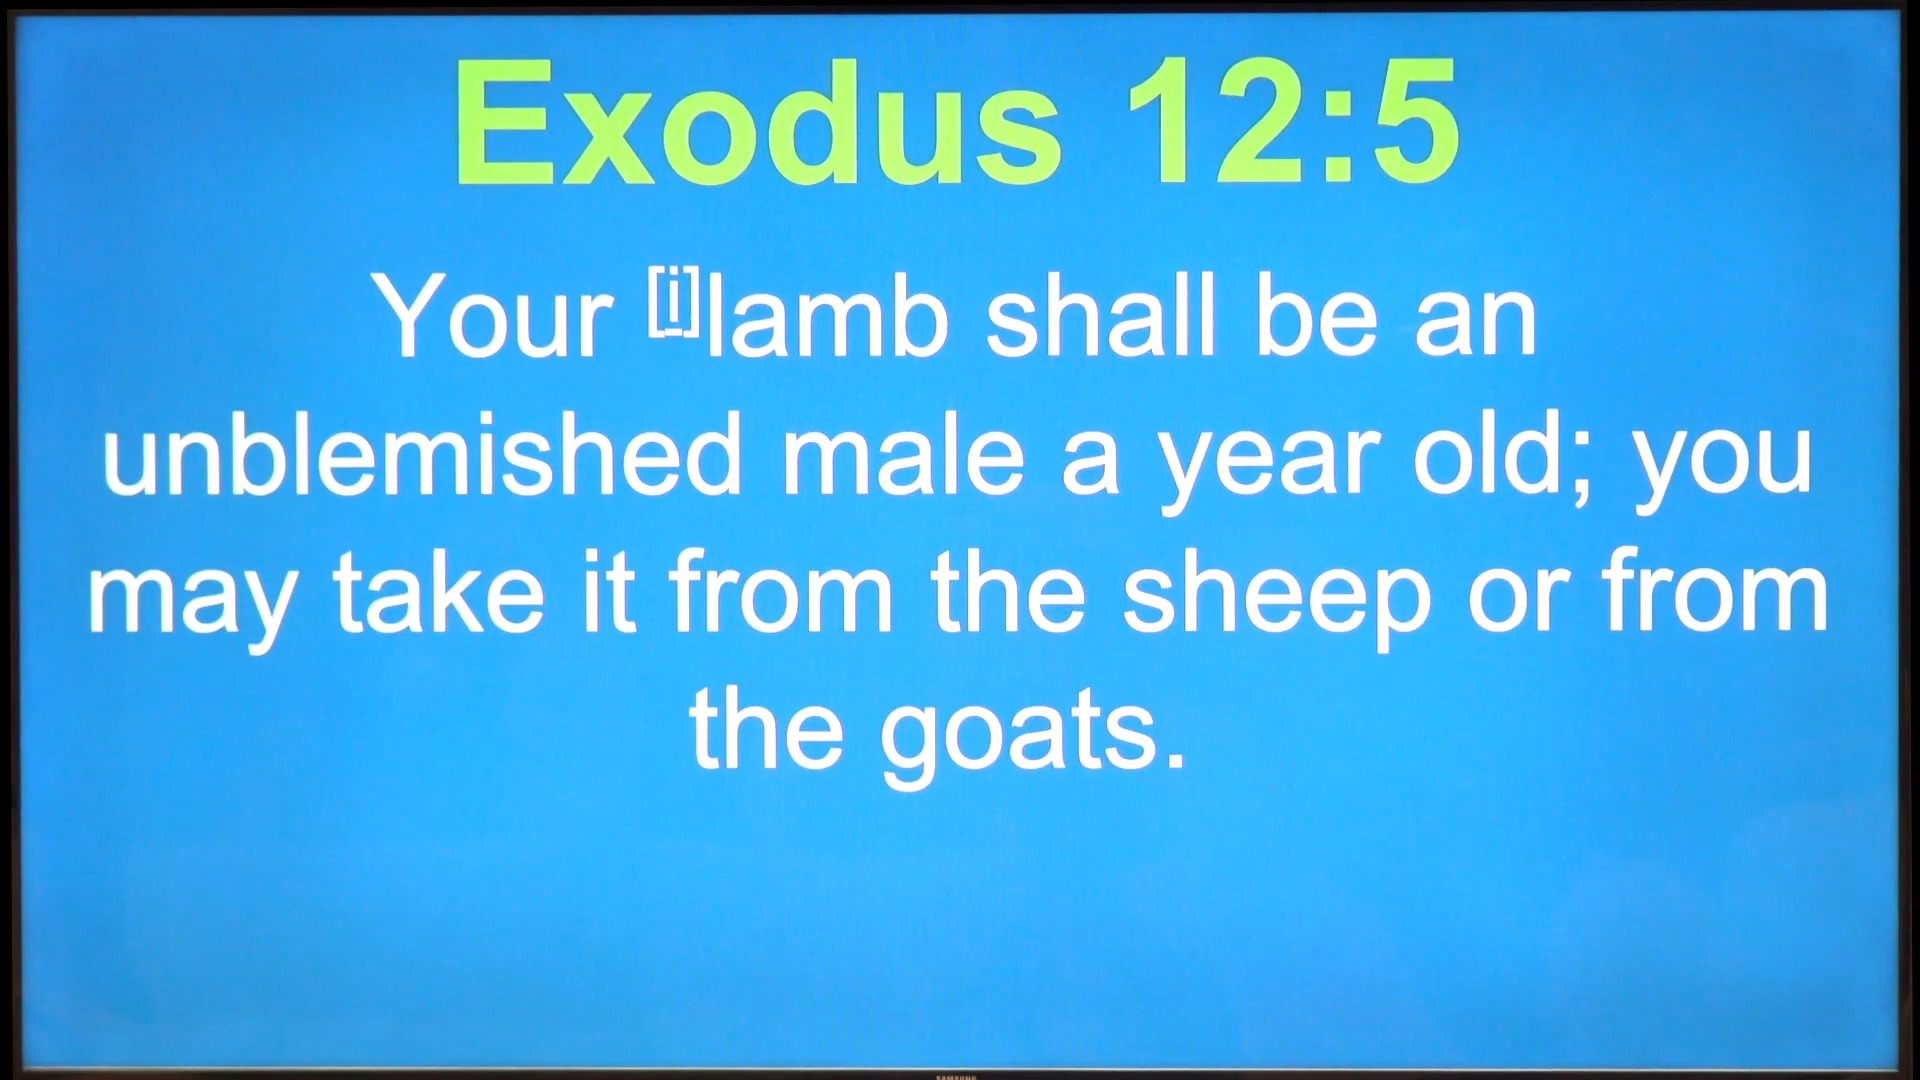 Exodus 12:5
Your [i]lamb shall be an
unblemished male a year old; you
may take it from the sheep or from
the goats.
SAMSUNG